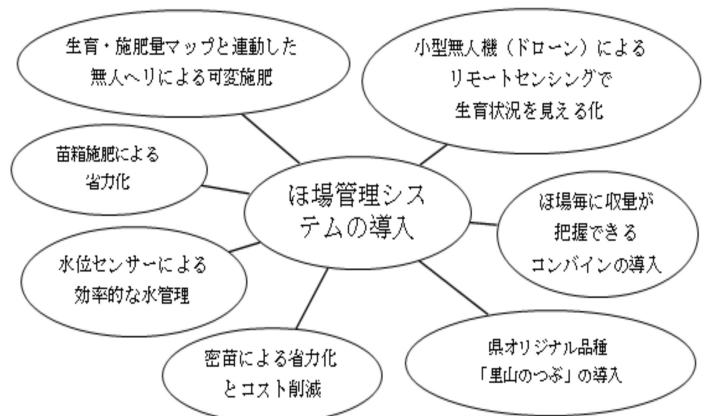 生育・施肥量マップと連動した
無人ヘリによる可変施肥
小型無人機（ドローン）による
リモートセンシングで
生育状況を見える化
苗箱施肥による
省力化
ほ場管理シス
テムの導入
ほ場毎に収量が
把握できる
コンバインの導入
水位センサーによる
効率的な水管理
密苗による省力化
とコスト削減
県オリジナル品種
「里山のつぶ」の導入